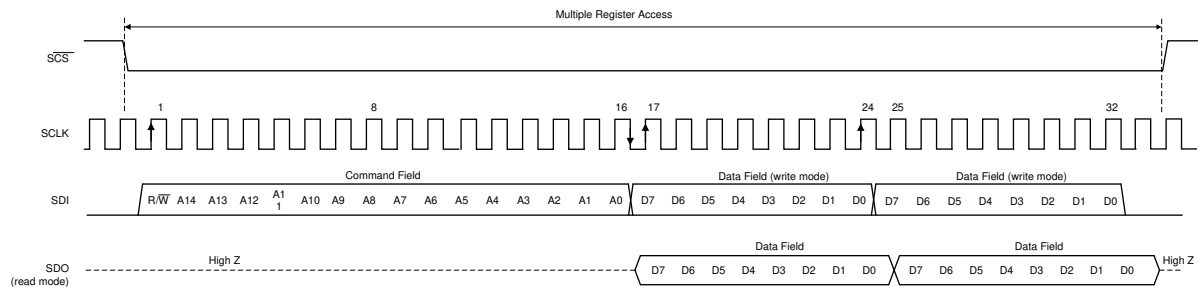 Multiple Register Access
SCS
1 8 16 17 24 25 32
SCLK
Command Field Data Field (write mode) Data Field (write mode)
SDI R/W A14 A13 A12 A11 A10 A9 A8 A7 A6 A5 A4 A3 A2 A1 A0 D7 D6 D5 D4 D3 D2 D1 D0 D7 D6 D5 D4 D3 D2 D1 D0
Data Field Data Field
High Z High Z
SDO D7 D6 D5 D4 D3 D2 D1 D0 D7 D6 D5 D4 D3 D2 D1 D0
(read mode)